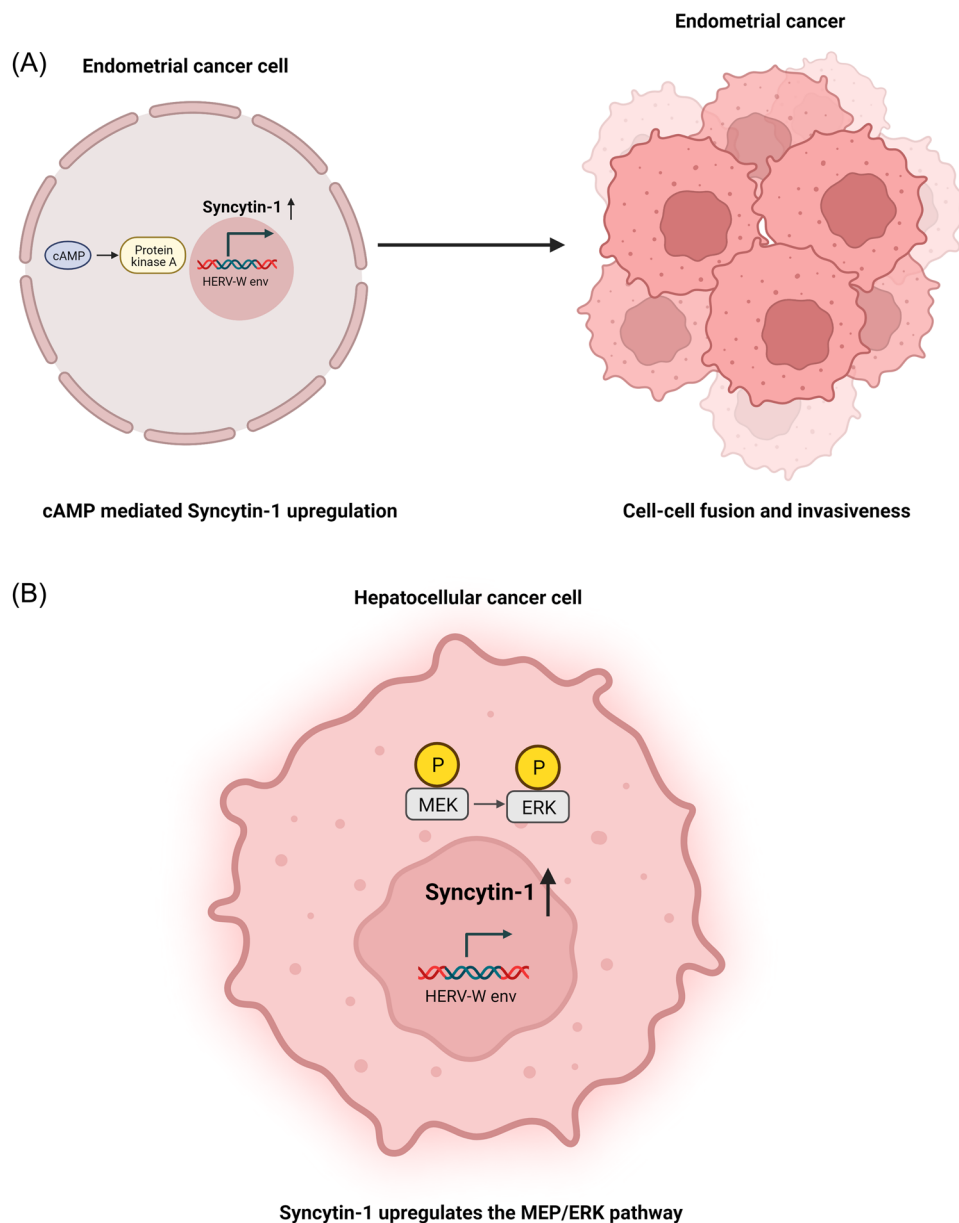 Endometrial cancer
(A)
Endometrial cancer cell
Syncytin-1
cAMP
Protein
kinase A
HERV-W env
cAMP mediated Syncytin-1 upregulation
Cell-cell fusion and invasiveness
(B)
Hepatocellular cancer cell
P
P
MEK
ERK
Syncytin-1
HERV-W env
Syncytin-1 upregulates the MEP/ERK pathway